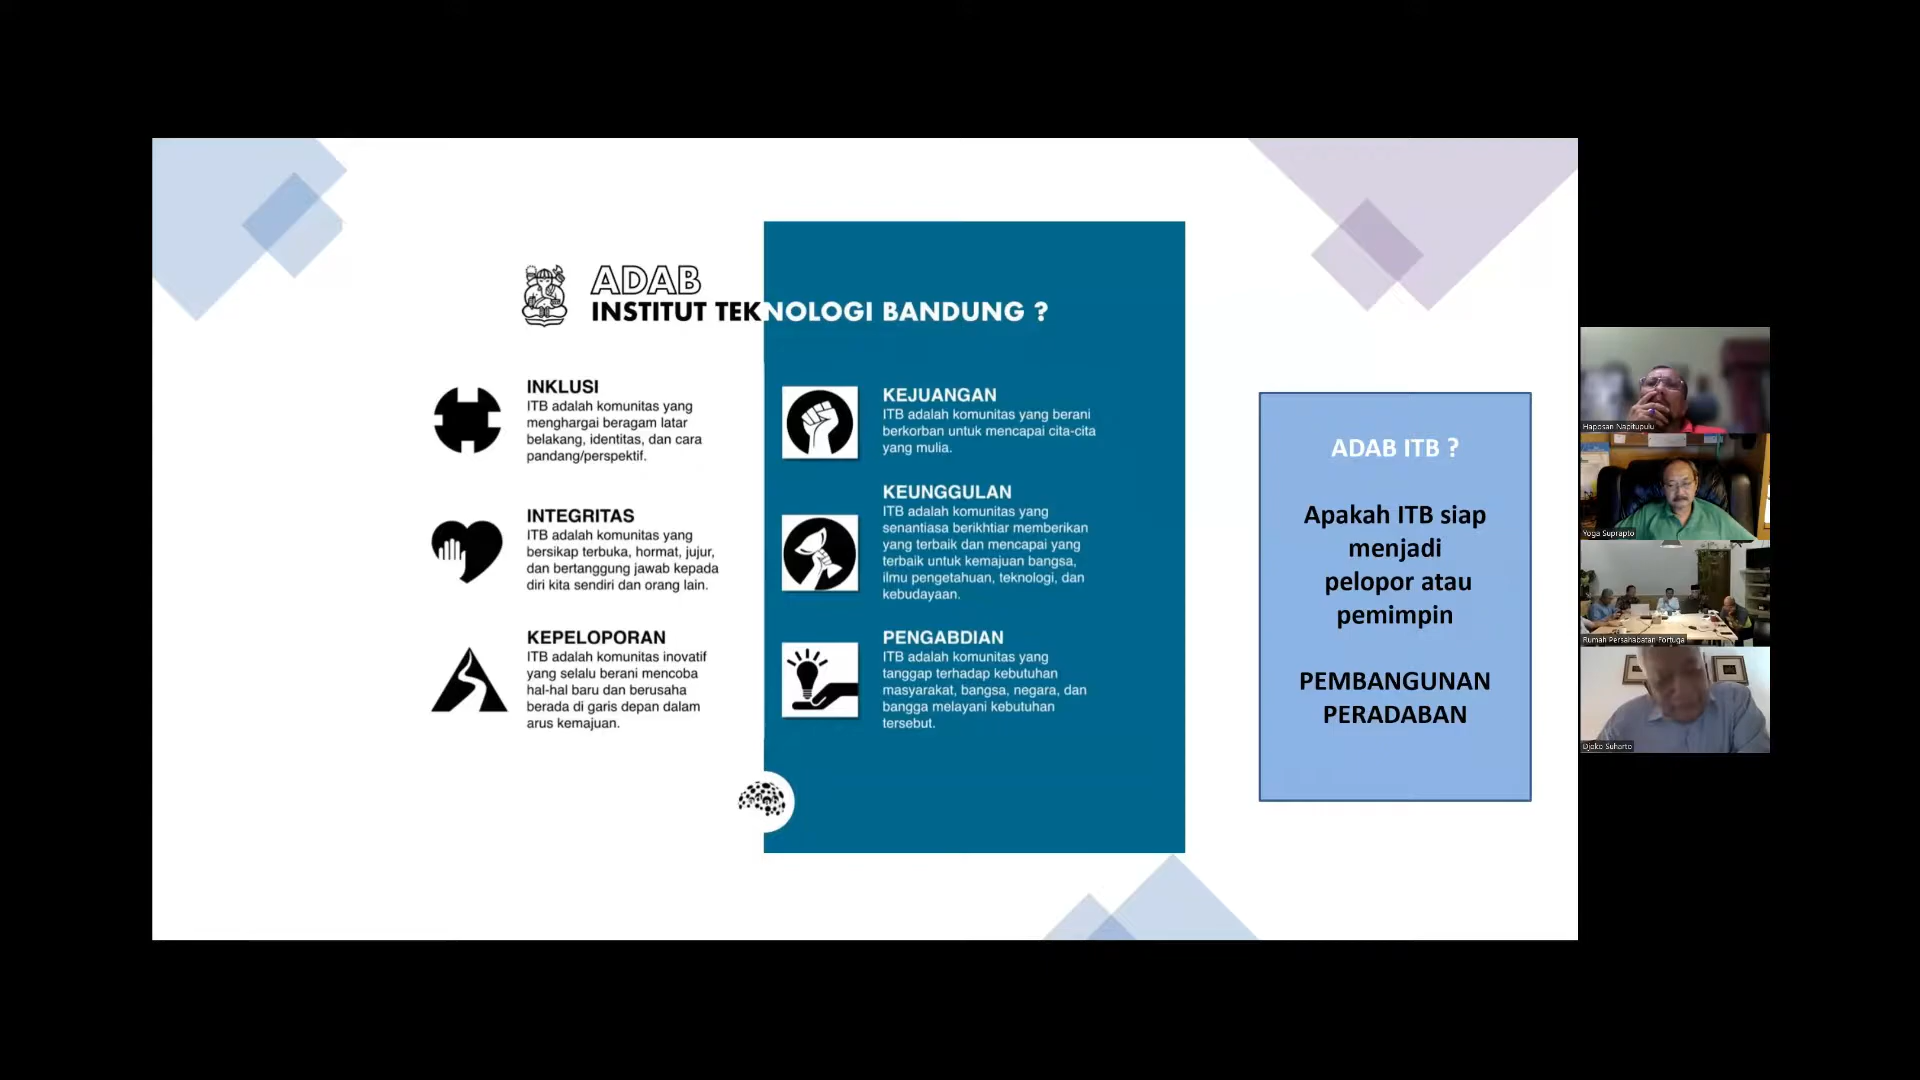 ADAB
INSTITUT TEKNOLOGI BANDUNG ?
INKLUSI
ITB adalah komunitas yang
menghargai beragam latar
belakang, identitas, dan cara
pandang/perspektif.
INTEGRITAS
ITB adalah komunitas yang
bersikap terbuka, hormat, jujur,
dan bertanggung jawab kepada
diri kita sendiri dan orang lain.
KEPELOPORAN
ITB adalah komunitas inovatif
yang selalu berani mencoba
hal-hal baru dan berusaha
berada di garis depan dalam
arus kemajuan.
KEJUANGAN
ITB adalah komunitas yang berani
berkorban untuk mencapai cita-cita
yang mulia.
KEUNGGULAN
ITB adalah komunitas yang
senantiasa berikhtiar memberikan
yang terbaik dan mencapai yang
terbaik untuk kemajuan bangsa,
ilmu pengetahuan, teknologi, dan
kebudayaan.
PENGABDIAN
ITB adalah komunitas yang
tanggap terhadap kebutuhan
masyarakat, bangsa, negara, dan
bangga melayani kebutuhan
tersebut.
ADAB ITB ?
Apakah ITB siap
menjadi
pelopor atau
pemimpin
PEMBANGUNAN
PERADABAN
Haposan Napitupulu
Yoga Suprapto
Rumah Persahabatan Fortuga
Djoko Suharto